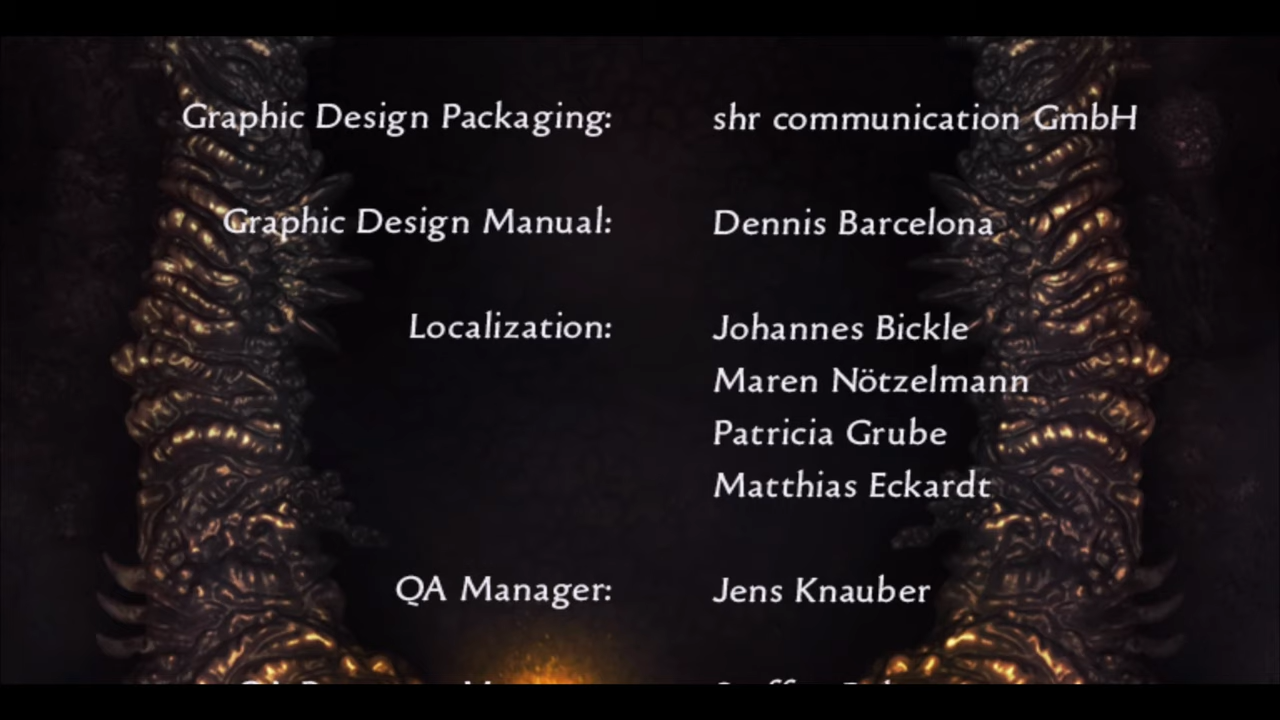 Graphic Design Packaging: shr communication GmbH
Graphic Design Manual: Dennis Barcelona
Localization: Johannes Bickle
Maren Nötzelmann
Patricia Grube
Matthias Eckardt
QA Manager: Jens Knauber